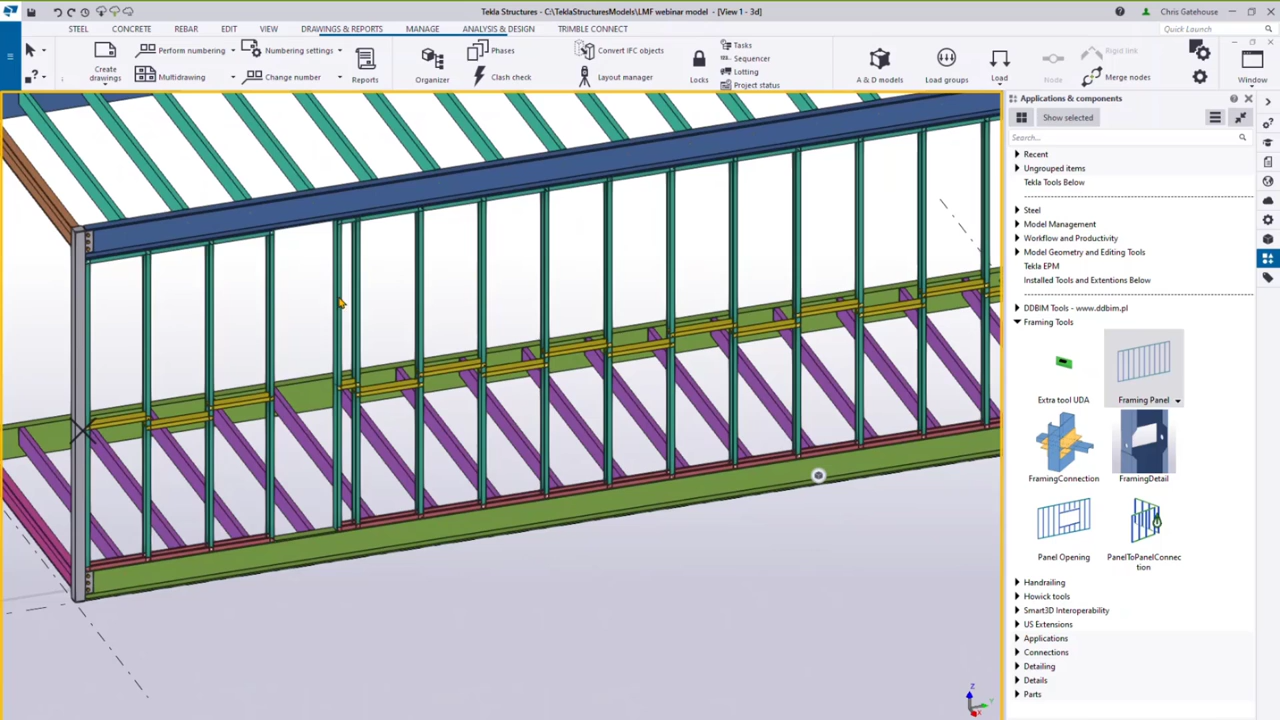 Tekla Structures - C:\TeklaStructuresModels\LMF webinar model - [View 1 - 3d]
Chris Gatehouse
STEEL CONCRETE REBAR EDIT VIEW DRAWINGS & REPORTS MANAGE ANALYSIS & DESIGN TRIMBLE CONNECT
Quick Launch
Create drawings
Perform numbering
Multidrawing
Numbering settings
Change number
Reports
Organizer
Phases
Clash check
Convert IFC objects
Layout manager
Locks
Tasks
Sequencer
Lotting
Project status
A & D models
Load groups
Load
Node
Rigid link
Merge nodes
Window
Applications & components
Show selected
Search...
Recent
Ungrouped items
Tekla Tools Below
Steel
Model Management
Workflow and Productivity
Model Geometry and Editing Tools
Tekla EPM
Installed Tools and Extentions Below
DDBIM Tools - www.ddbim.pl
Framing Tools
Extra tool UDA
Framing Panel
FramingConnection
FramingDetail
Panel Opening
PanelToPanelConnec
tion
Handrailing
Howick tools
Smart3D Interoperability
US Extensions
Applications
Connections
Detailing
Details
Parts
Z
Y
X